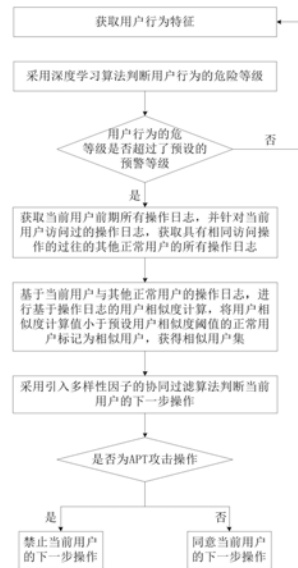 获取用户行为特征
采用深度学习算法判断用户行为的危险等级
用户行为的危
等级是否超过了预设的
预警等级
否
是
获取当前用户前期所有操作日志，并针对当前
用户访问过的操作日志，获取具有相同访问操
作的过往的其他正常用户的所有操作日志
基于当前用户与其他正常用户的操作日志，进
行基于操作日志的用户相似度计算，将用户相
似度计算值小于预设用户相似度阈值的正常用
户标记为相似用户，获得相似用户集
采用引入多样性因子的协同过滤算法判断当前
用户的下一步操作
是否为APT攻击操作
是
否
禁止当前用户
的下一步操作
同意当前用户
的下一步操作